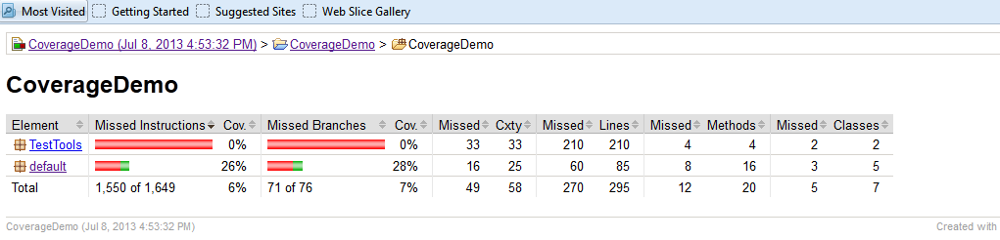 Most Visited Getting Started Suggested Sites Web Slice Gallery
CoverageDemo (Jul 8, 2013 4:53:32 PM) > CoverageDemo > CoverageDemo
CoverageDemo
Element Missed Instructions Cov. Missed Branches Cov. Missed Cxty Missed Lines Missed Methods Missed Classes
TestTools 0% 0% 33 33 210 210 4 4 2 2
default 26% 28% 16 25 60 85 8 16 3 5
Total 1,550 of 1,649 6% 71 of 76 7% 49 58 270 295 12 20 5 7
CoverageDemo (Jul 8, 2013 4:53:32 PM) Created with